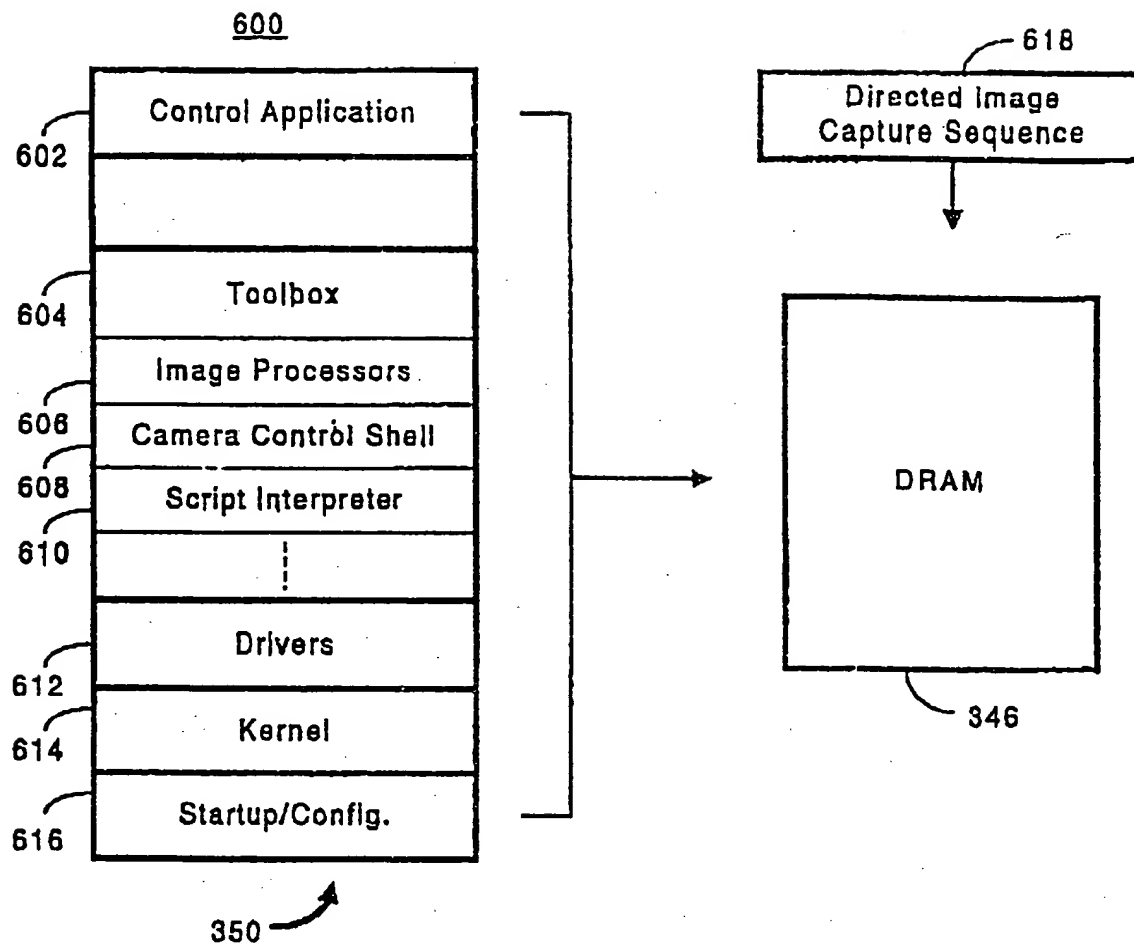 600
Control Application
602
Toolbox
604
Image Processors
606
Camera Control Shell
608
Script Interpreter
610
Drivers
612
Kernel
614
Startup/Config.
616
350
618
Directed Image
Capture Sequence
DRAM
346